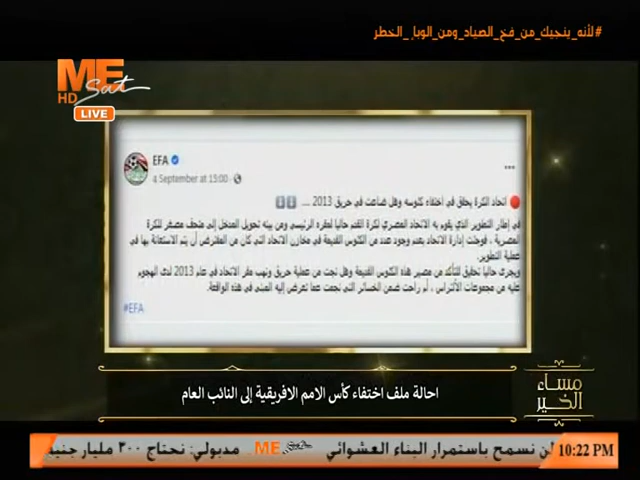 #لأنه_ينجيك_من_فخ_الصياد_ومن_الوبإ_الخطر
ME Sat
HD
LIVE
EFA
4 September at 15:00
اتحاد الكرة يحقق في اختفاء كئوسه وهل ضاعت في حريق 2013 ...
في إطار التطوير الذي يقوم به الاتحاد المصري لكرة القدم حاليا لمقره الرئيسي ومن بينه تحويل المدخل إلى متحف مصغر للكرة
المصرية ، فوجئت إدارة الاتحاد بعدم وجود عدد من الكئوس القديمة في مخازن الاتحاد التي كان من المفترض أن يتم الاستعانة بها في
عملية التطوير.
ويجرى حاليا تحقيق للتأكد من مصير هذه الكئوس القديمة وهل نجت من عملية حريق ونهب مقر الاتحاد في عام 2013 لدى الهجوم
عليه من مجموعات الألتراس ، أم راحت ضمن الخسائر التي نجمت عما تعرض إليه المبنى في هذه الواقعة.
#EFA
مساء
الخير
احالة ملف اختفاء كأس الامم الافريقية إلى النائب العام
لن نسمح باستمرار البناء العشوائي ME Sat مدبولي: نحتاج ٣٠٠ مليار جنيه
10:22 PM